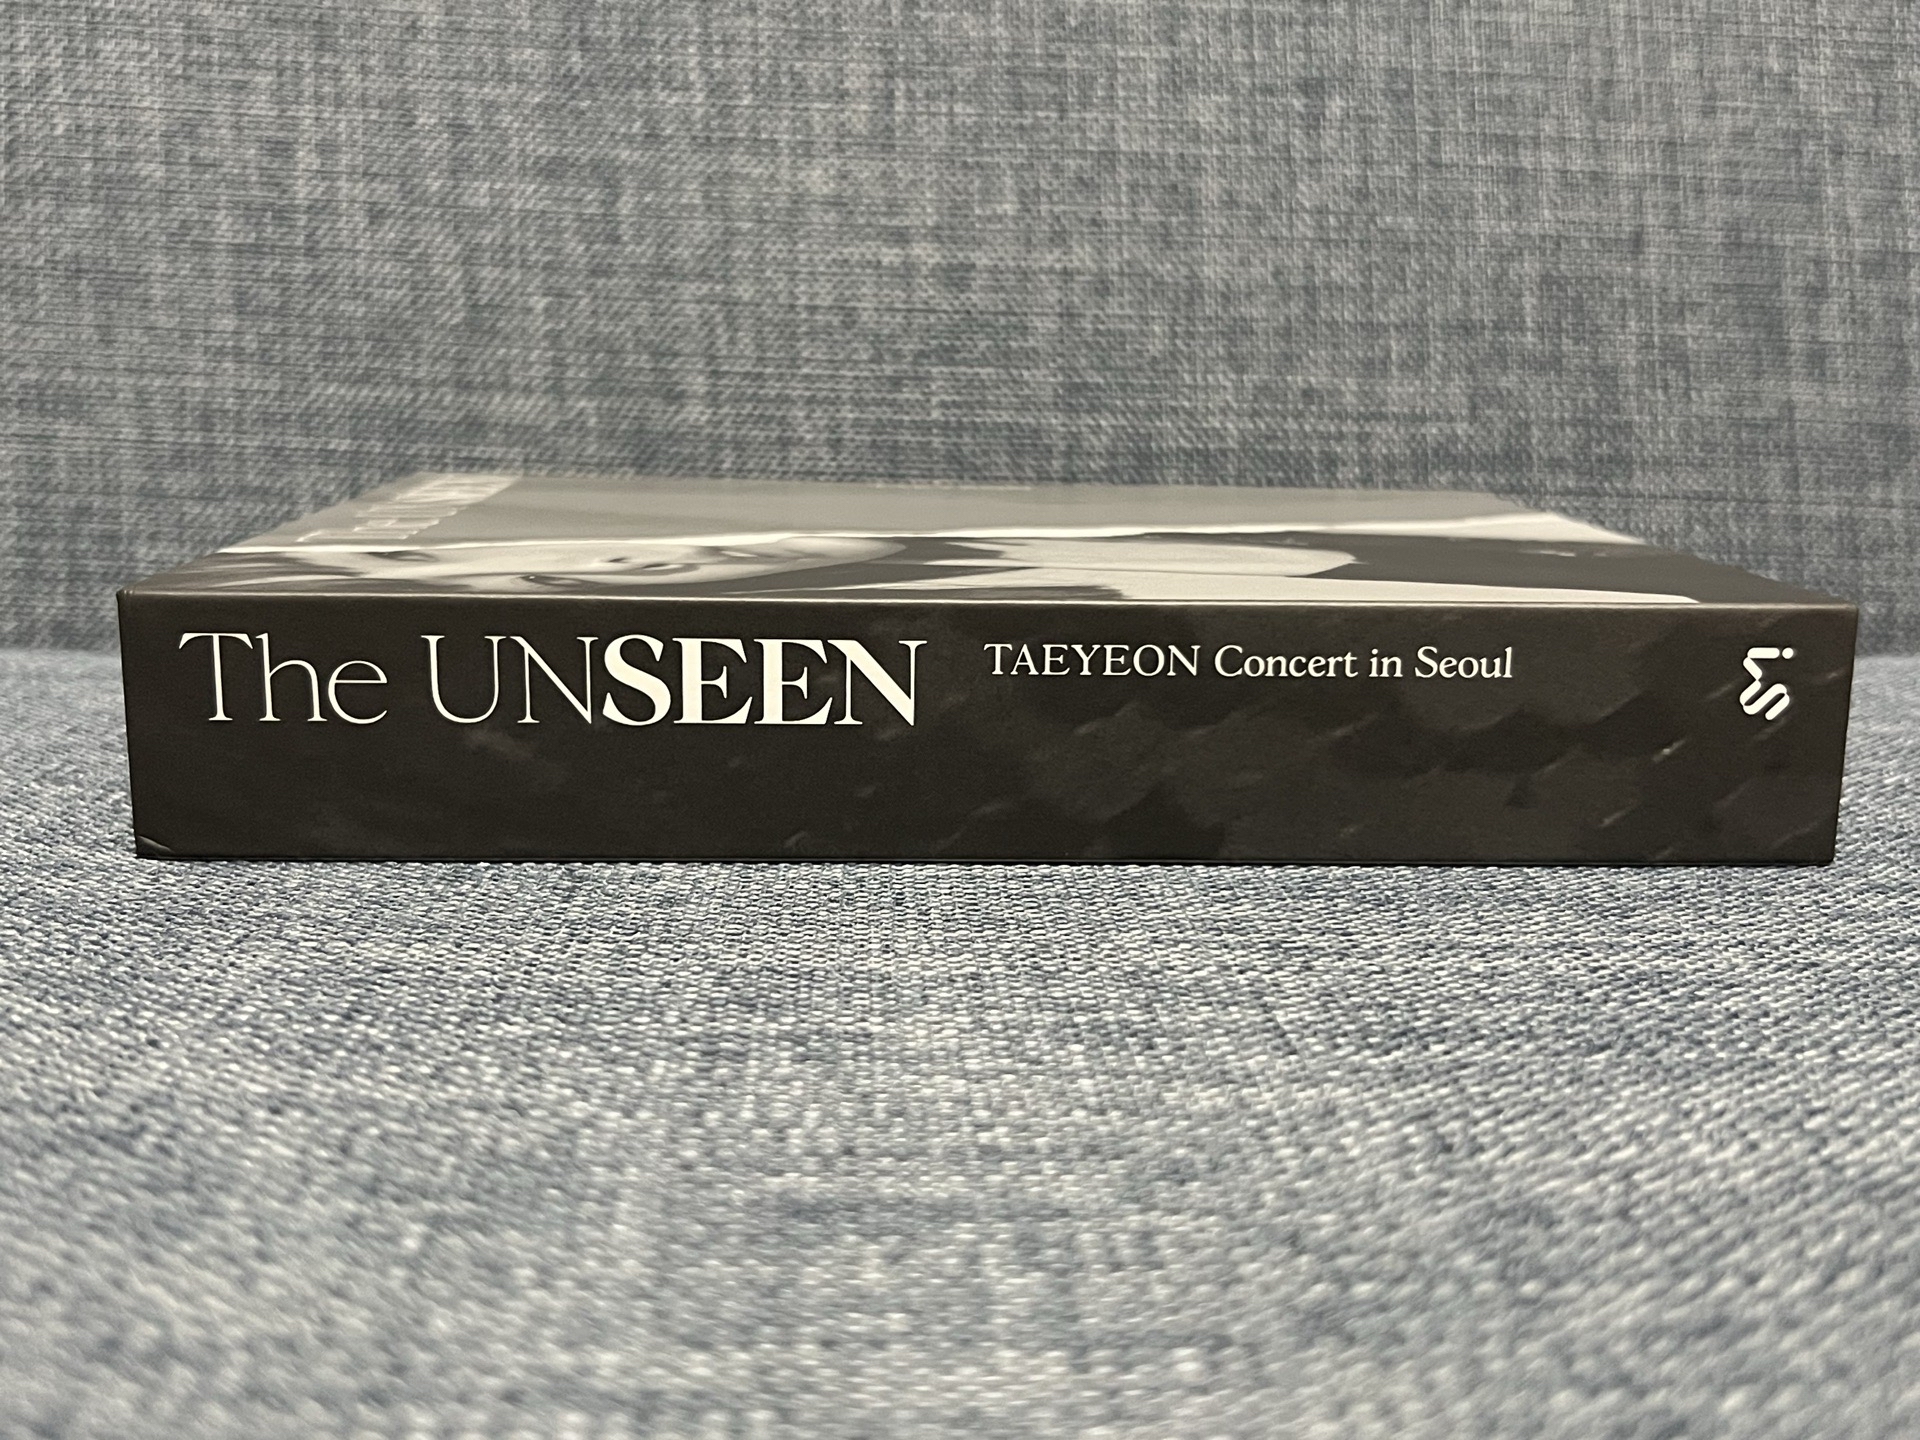 The UNSEEN
TAEYEON Concert in Seoul